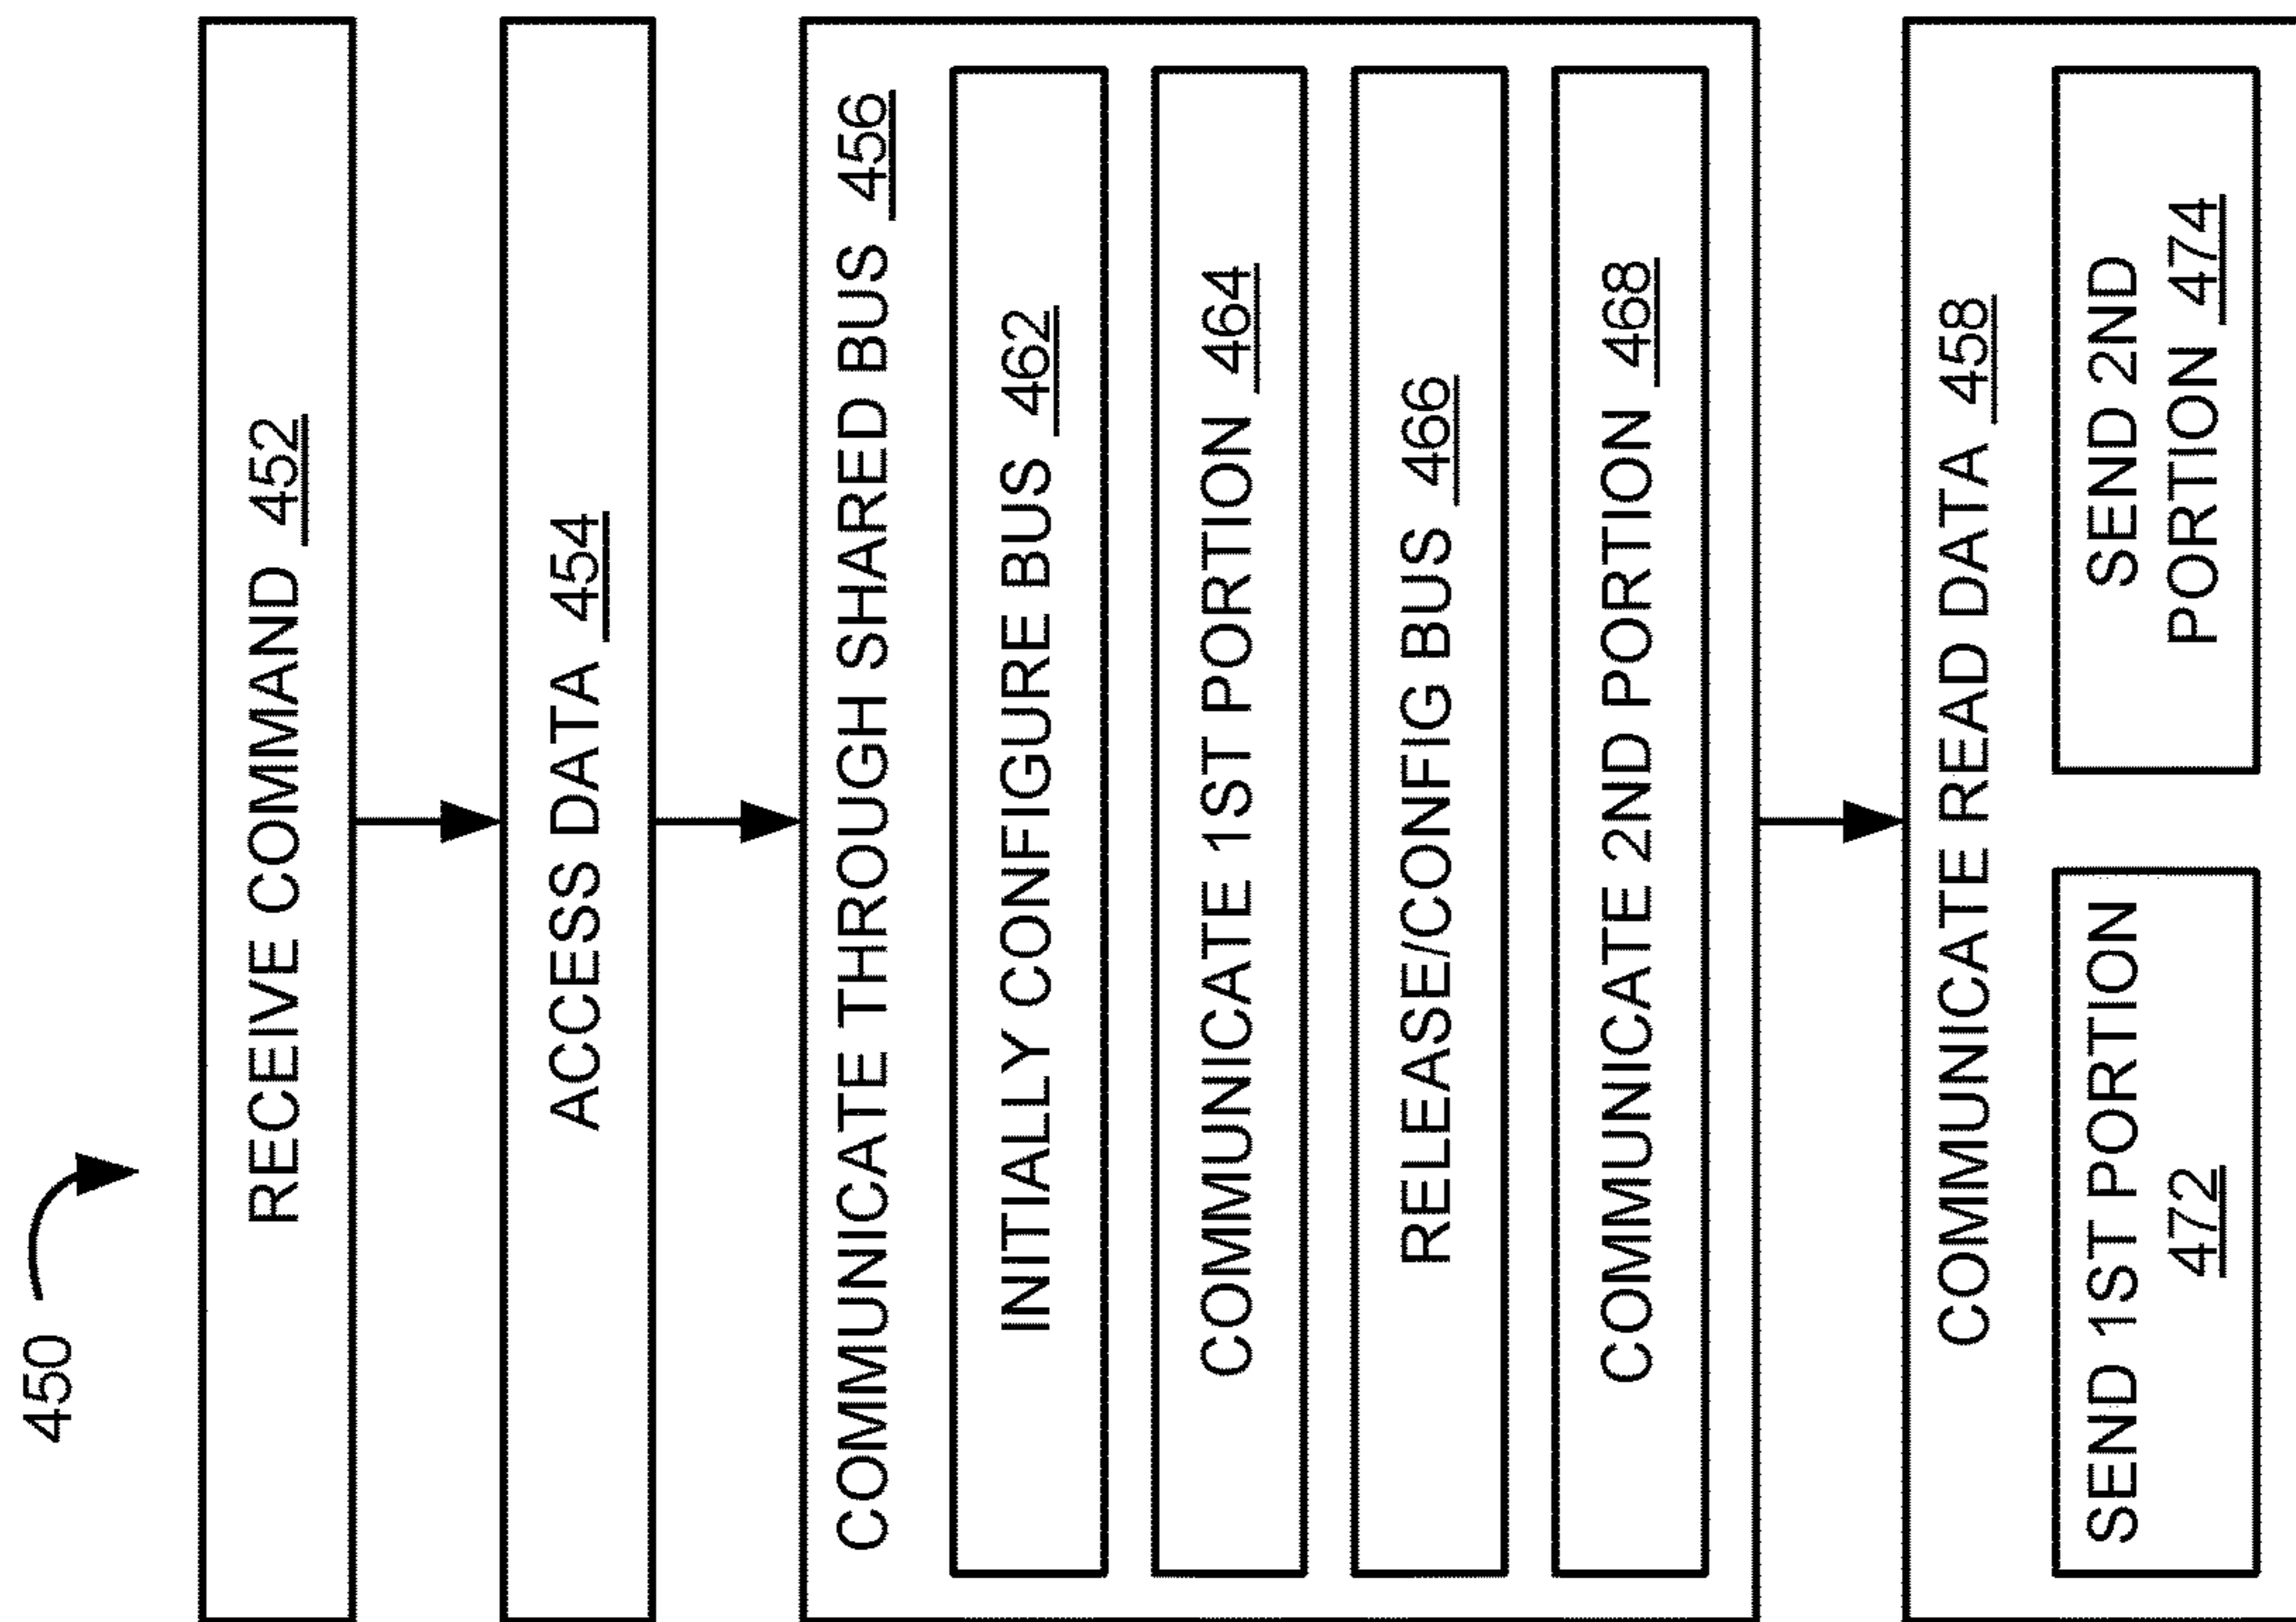 450
RECEIVE COMMAND 452
ACCESS DATA 454
COMMUNICATE THROUGH SHARED BUS 456
INITIALLY CONFIGURE BUS 462
COMMUNICATE 1ST PORTION 464
RELEASE/CONFIG BUS 466
COMMUNICATE 2ND PORTION 468
COMMUNICATE READ DATA 458
SEND 1ST PORTION
472
SEND 2ND
PORTION 474